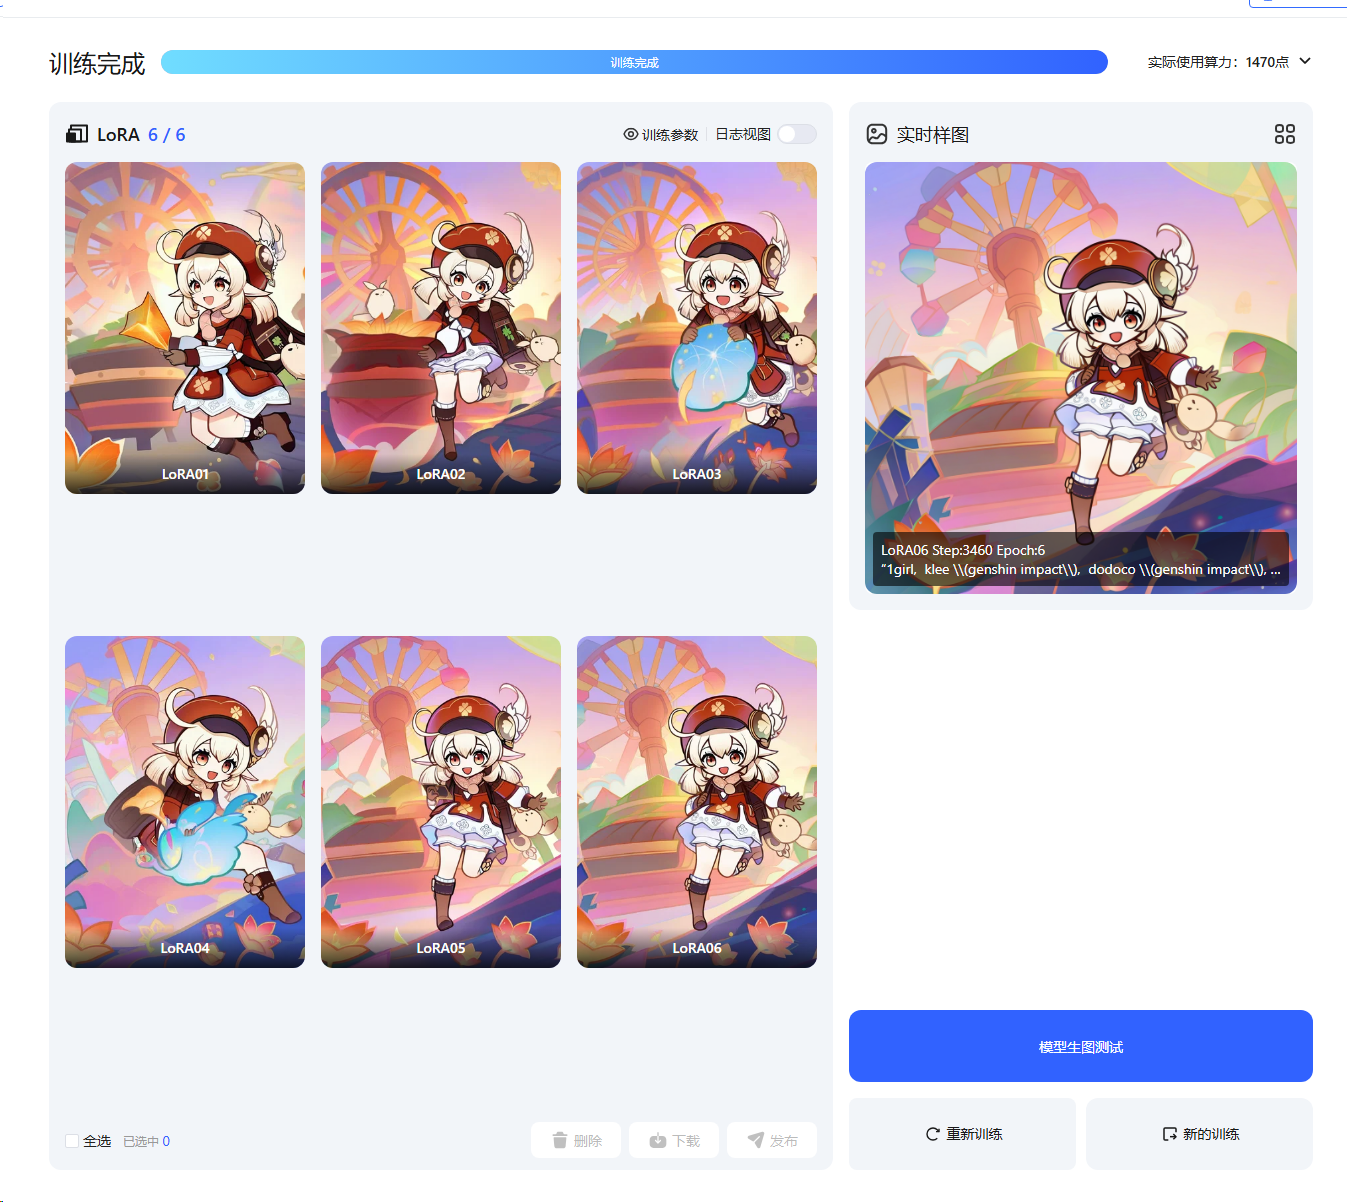 训练完成
训练完成
实际使用算力：1470点
LoRA 6 / 6
训练参数
日志视图
实时样图
LoRA01
LoRA02
LoRA03
LoRA06 Step:3460 Epoch:6
"1girl, klee \\(genshin impact\\), dodoco \\(genshin impact\\), ...
LoRA04
LoRA05
LoRA06
模型生图测试
全选 已选中 0
删除
下载
发布
重新训练
新的训练